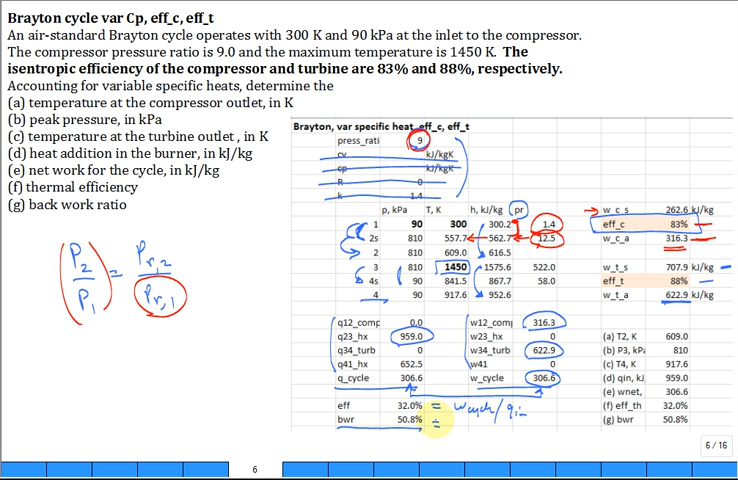 Brayton cycle var Cp, eff_c, eff_t
An air-standard Brayton cycle operates with 300 K and 90 kPa at the inlet to the compressor.
The compressor pressure ratio is 9.0 and the maximum temperature is 1450 K. The
isentropic efficiency of the compressor and turbine are 83% and 88%, respectively.
Accounting for variable specific heats, determine the
(a) temperature at the compressor outlet, in K
(b) peak pressure, in kPa
(c) temperature at the turbine outlet , in K
(d) heat addition in the burner, in kJ/kg
(e) net work for the cycle, in kJ/kg
(f) thermal efficiency
(g) back work ratio
P2 / P1 = Pr,2 / Pr,1
Brayton, var specific heat, eff_c, eff_t
press_rati 9
cv kJ/kgK
cp kJ/kgK
R 0
k 1.4
p, kPa T, K h, kJ/kg pr
1 90 300 300.2 1.4
2s 810 557.7 562.7 12.5
2 810 609.0 616.5
3 810 1450 1575.6 522.0
4s 90 841.5 867.7 58.0
4 90 917.6 952.6
w_c_s 262.6 kJ/kg
eff_c 83%
w_c_a 316.3
w_t_s 707.9 kJ/kg
eff_t 88%
w_t_a 622.9 kJ/kg
q12_comp 0.0 w12_comp 316.3
q23_hx 959.0 w23_hx 0
q34_turb 0 w34_turb 622.9
q41_hx 652.5 w41 0
q_cycle 306.6 w_cycle 306.6
eff 32.0% = wcycle/qin
bwr 50.8% =
(a) T2, K 609.0
(b) P3, kPa 810
(c) T4, K 917.6
(d) qin, kJ 959.0
(e) wnet, 306.6
(f) eff_th 32.0%
(g) bwr 50.8%
6 / 16
6